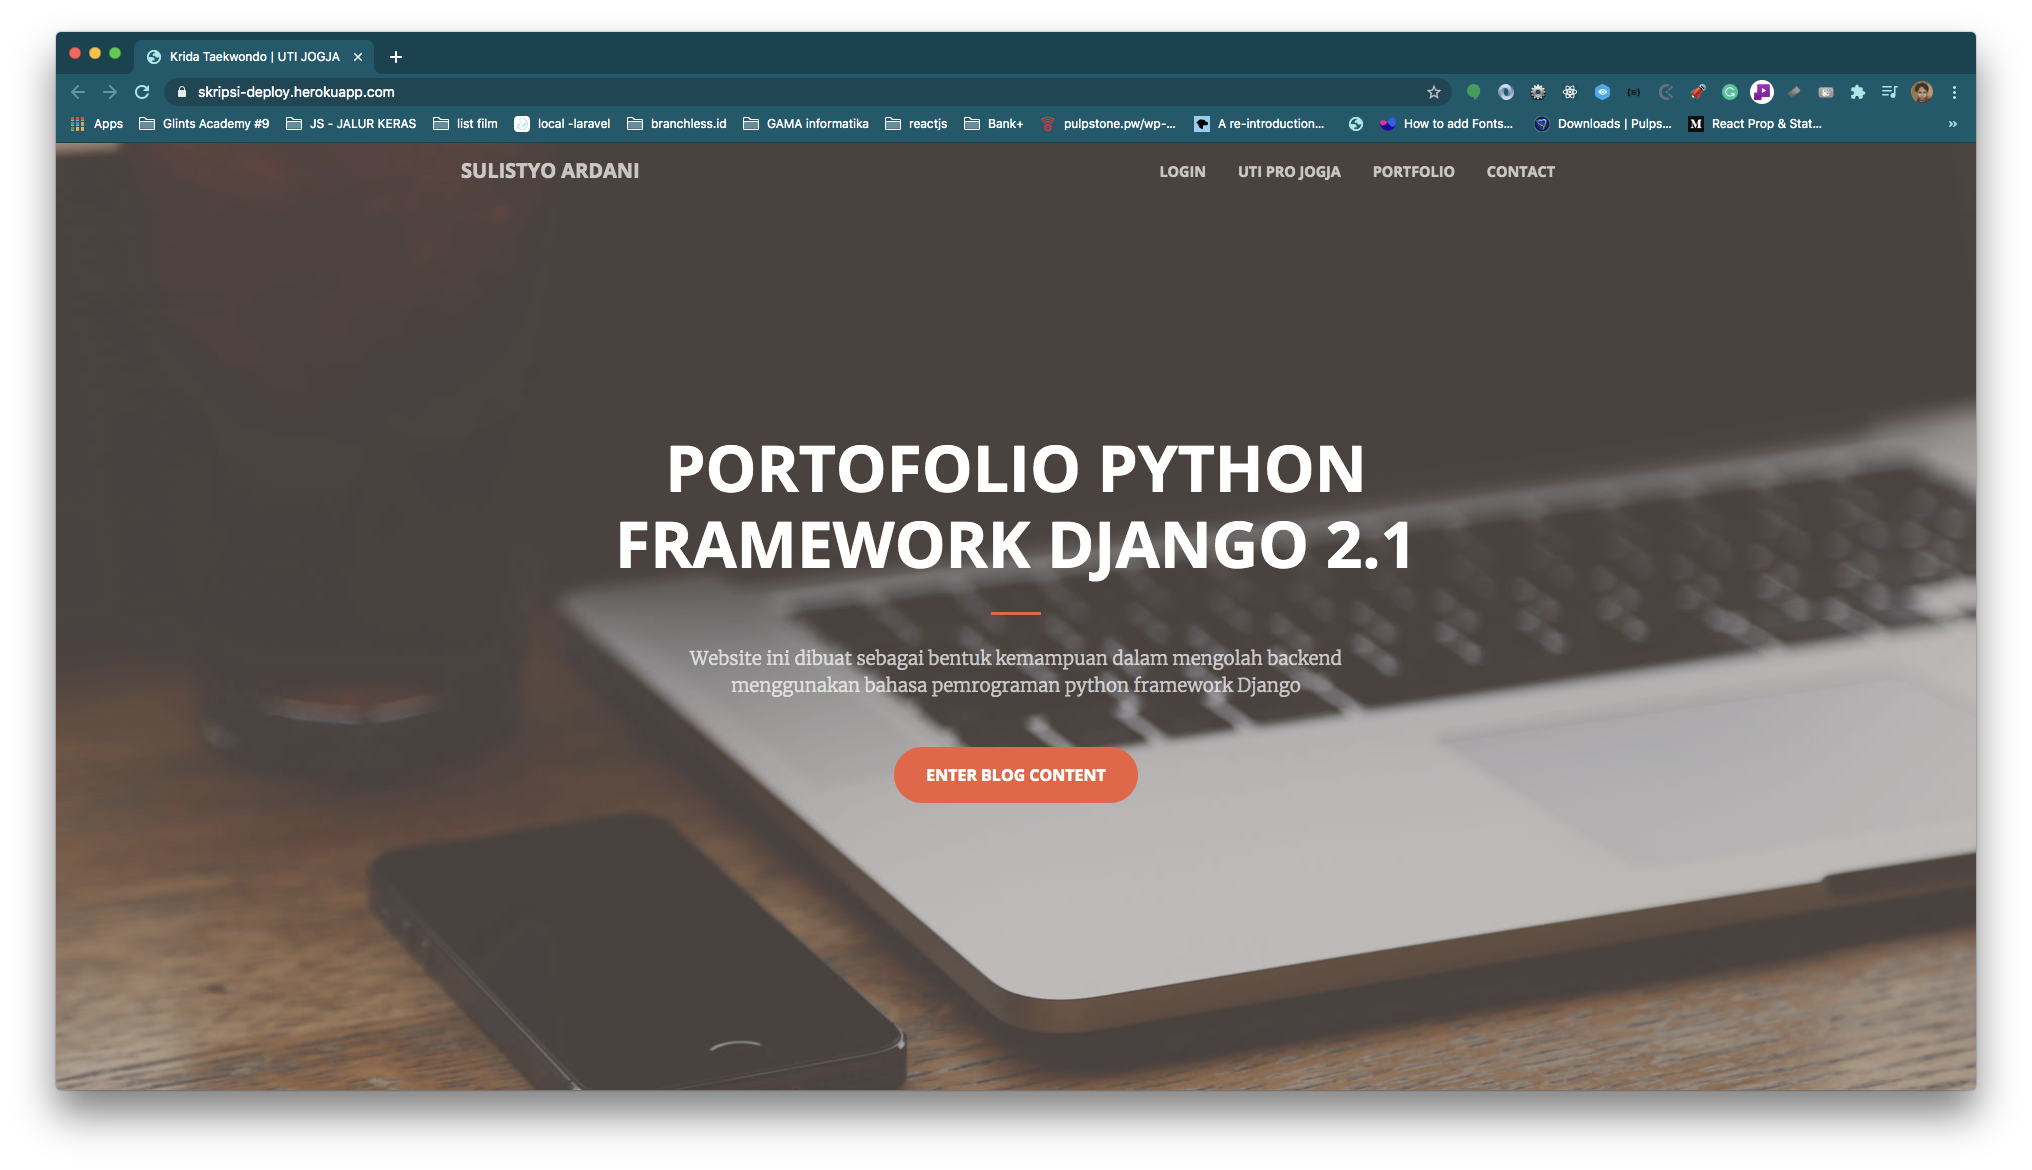 Krida Taekwondo | UTI JOGJA
skripsi-deploy.herokuapp.com
Apps Glints Academy #9 JS - JALUR KERAS list film local -laravel branchless.id GAMA informatika reactjs Bank+ pulpstone.pw/wp-... A re-introduction... How to add Fonts... Downloads | Pulps... React Prop & Stat... »
SULISTYO ARDANI LOGIN UTI PRO JOGJA PORTFOLIO CONTACT
PORTOFOLIO PYTHON
FRAMEWORK DJANGO 2.1
Website ini dibuat sebagai bentuk kemampuan dalam mengolah backend
menggunakan bahasa pemrograman python framework Django
ENTER BLOG CONTENT